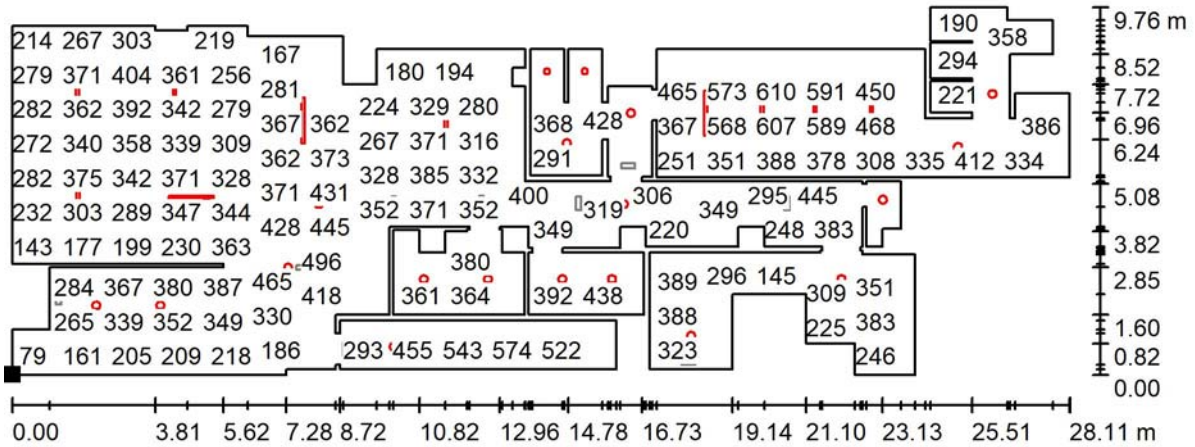 190 358 9.76 m
214 267 303 219 167
294 8.52
279 371 404 361 256 281 180 194
465 573 610 591 450 221 7.72
282 362 392 342 279 367 362 224 329 280 368 428
367 568 607 589 468 386 6.96
272 340 358 339 309 362 373 267 371 316 291
251 351 388 378 308 335 412 334 6.24
282 375 342 371 328 371 431 328 385 332 400 319 306 295 445 5.08
232 303 289 347 344 428 445 352 371 352 349 349
143 177 199 230 363 496 380 220 248 383 3.82
284 367 380 387 465 418 361 364 392 438 389 296 145 309 351 2.85
265 339 352 349 330 388 225 383 1.60
79 161 205 209 218 186 293 455 543 574 522 323 246 0.82
0.00
0.00 3.81 5.62 7.28 8.72 10.82 12.96 14.78 16.73 19.14 21.10 23.13 25.51 28.11 m